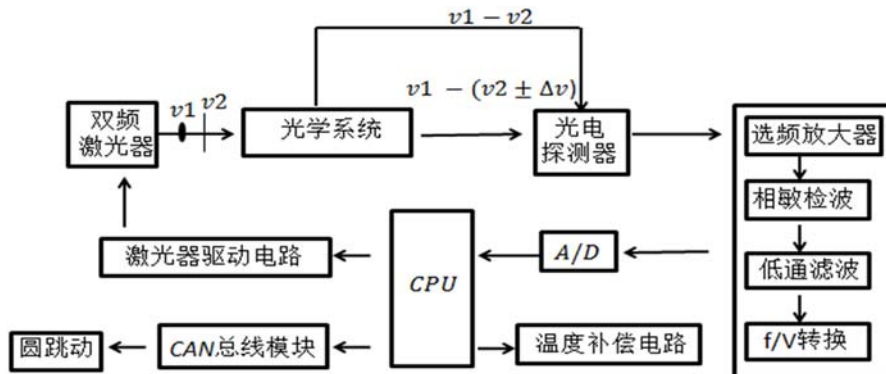 v1 − v2
v1 v2
v1 − (v2 ± Δv)
双频
激光器
光学系统
光电
探测器
选频放大器
相敏检波
低通滤波
f/V转换
激光器驱动电路
CPU
A/D
圆跳动
CAN总线模块
温度补偿电路